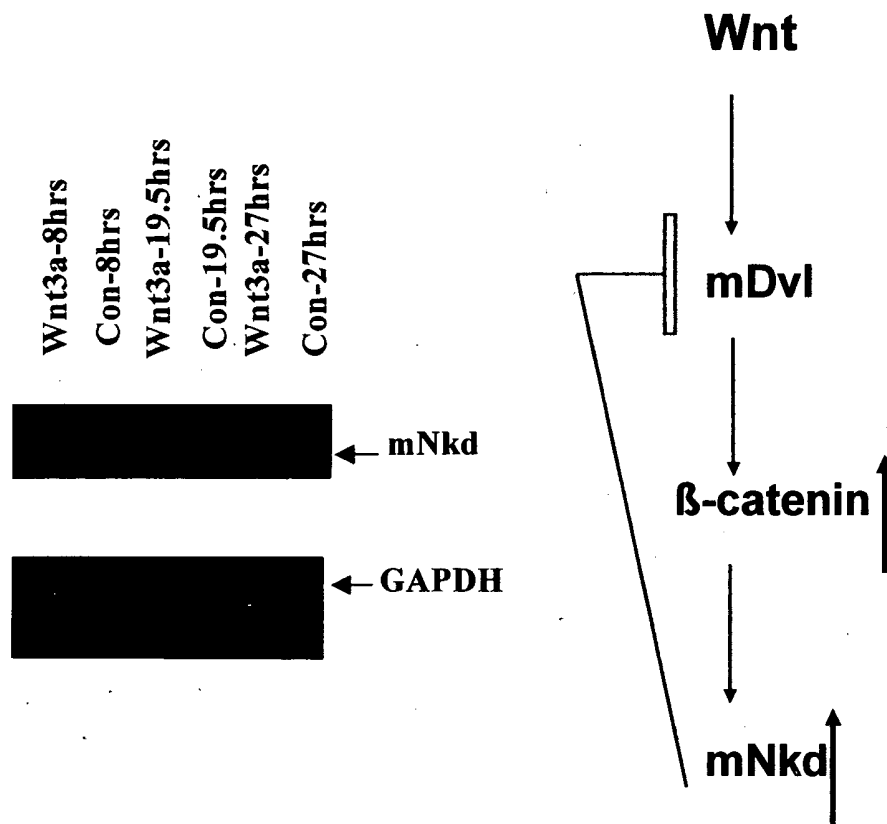 Wnt3a-8hrs
Con-8hrs
Wnt3a-19.5hrs
Con-19.5hrs
Wnt3a-27hrs
Con-27hrs
mNkd
GAPDH
Wnt
mDvl
ß-catenin
mNkd